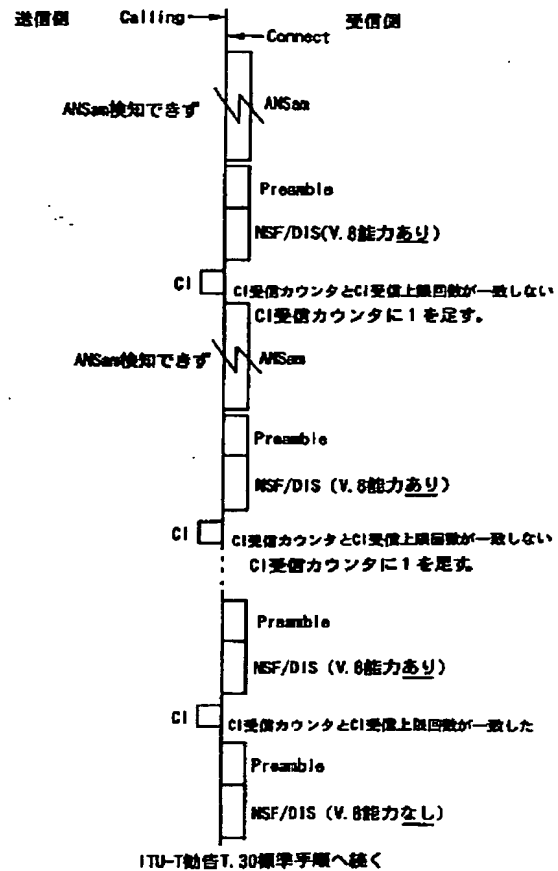 送信側 Calling 受信側
Connect
ANSam検知できず ANSam
Preamble
NSF/DIS(V.8能力あり)
CI CI受信カウンタとCI受信上限回数が一致しない
CI受信カウンタに1を足す。
ANSam検知できず ANSam
Preamble
NSF/DIS (V.8能力あり)
CI CI受信カウンタとCI受信上限回数が一致しない
CI受信カウンタに1を足す。
Preamble
NSF/DIS (V.8能力あり)
CI CI受信カウンタとCI受信上限回数が一致した
Preamble
NSF/DIS (V.8能力なし)
ITU-T勧告T.30標準手順へ続く